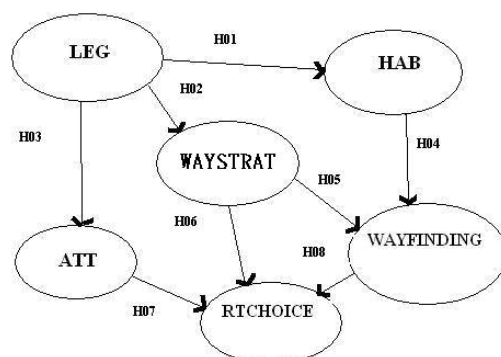 H01
LEG
HAB
H02
H03
H04
WAYSTRAT
H05
H06
WAYFINDING
H08
ATT
RTCHOICE
H07